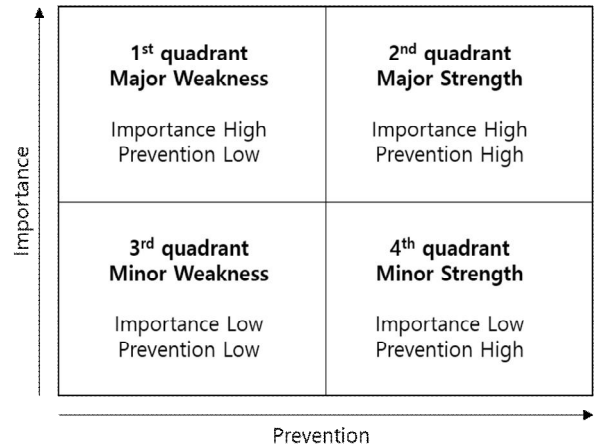 Importance
1st quadrant
Major Weakness
Importance High
Prevention Low
2nd quadrant
Major Strength
Importance High
Prevention High
3rd quadrant
Minor Weakness
Importance Low
Prevention Low
4th quadrant
Minor Strength
Importance Low
Prevention High
Prevention